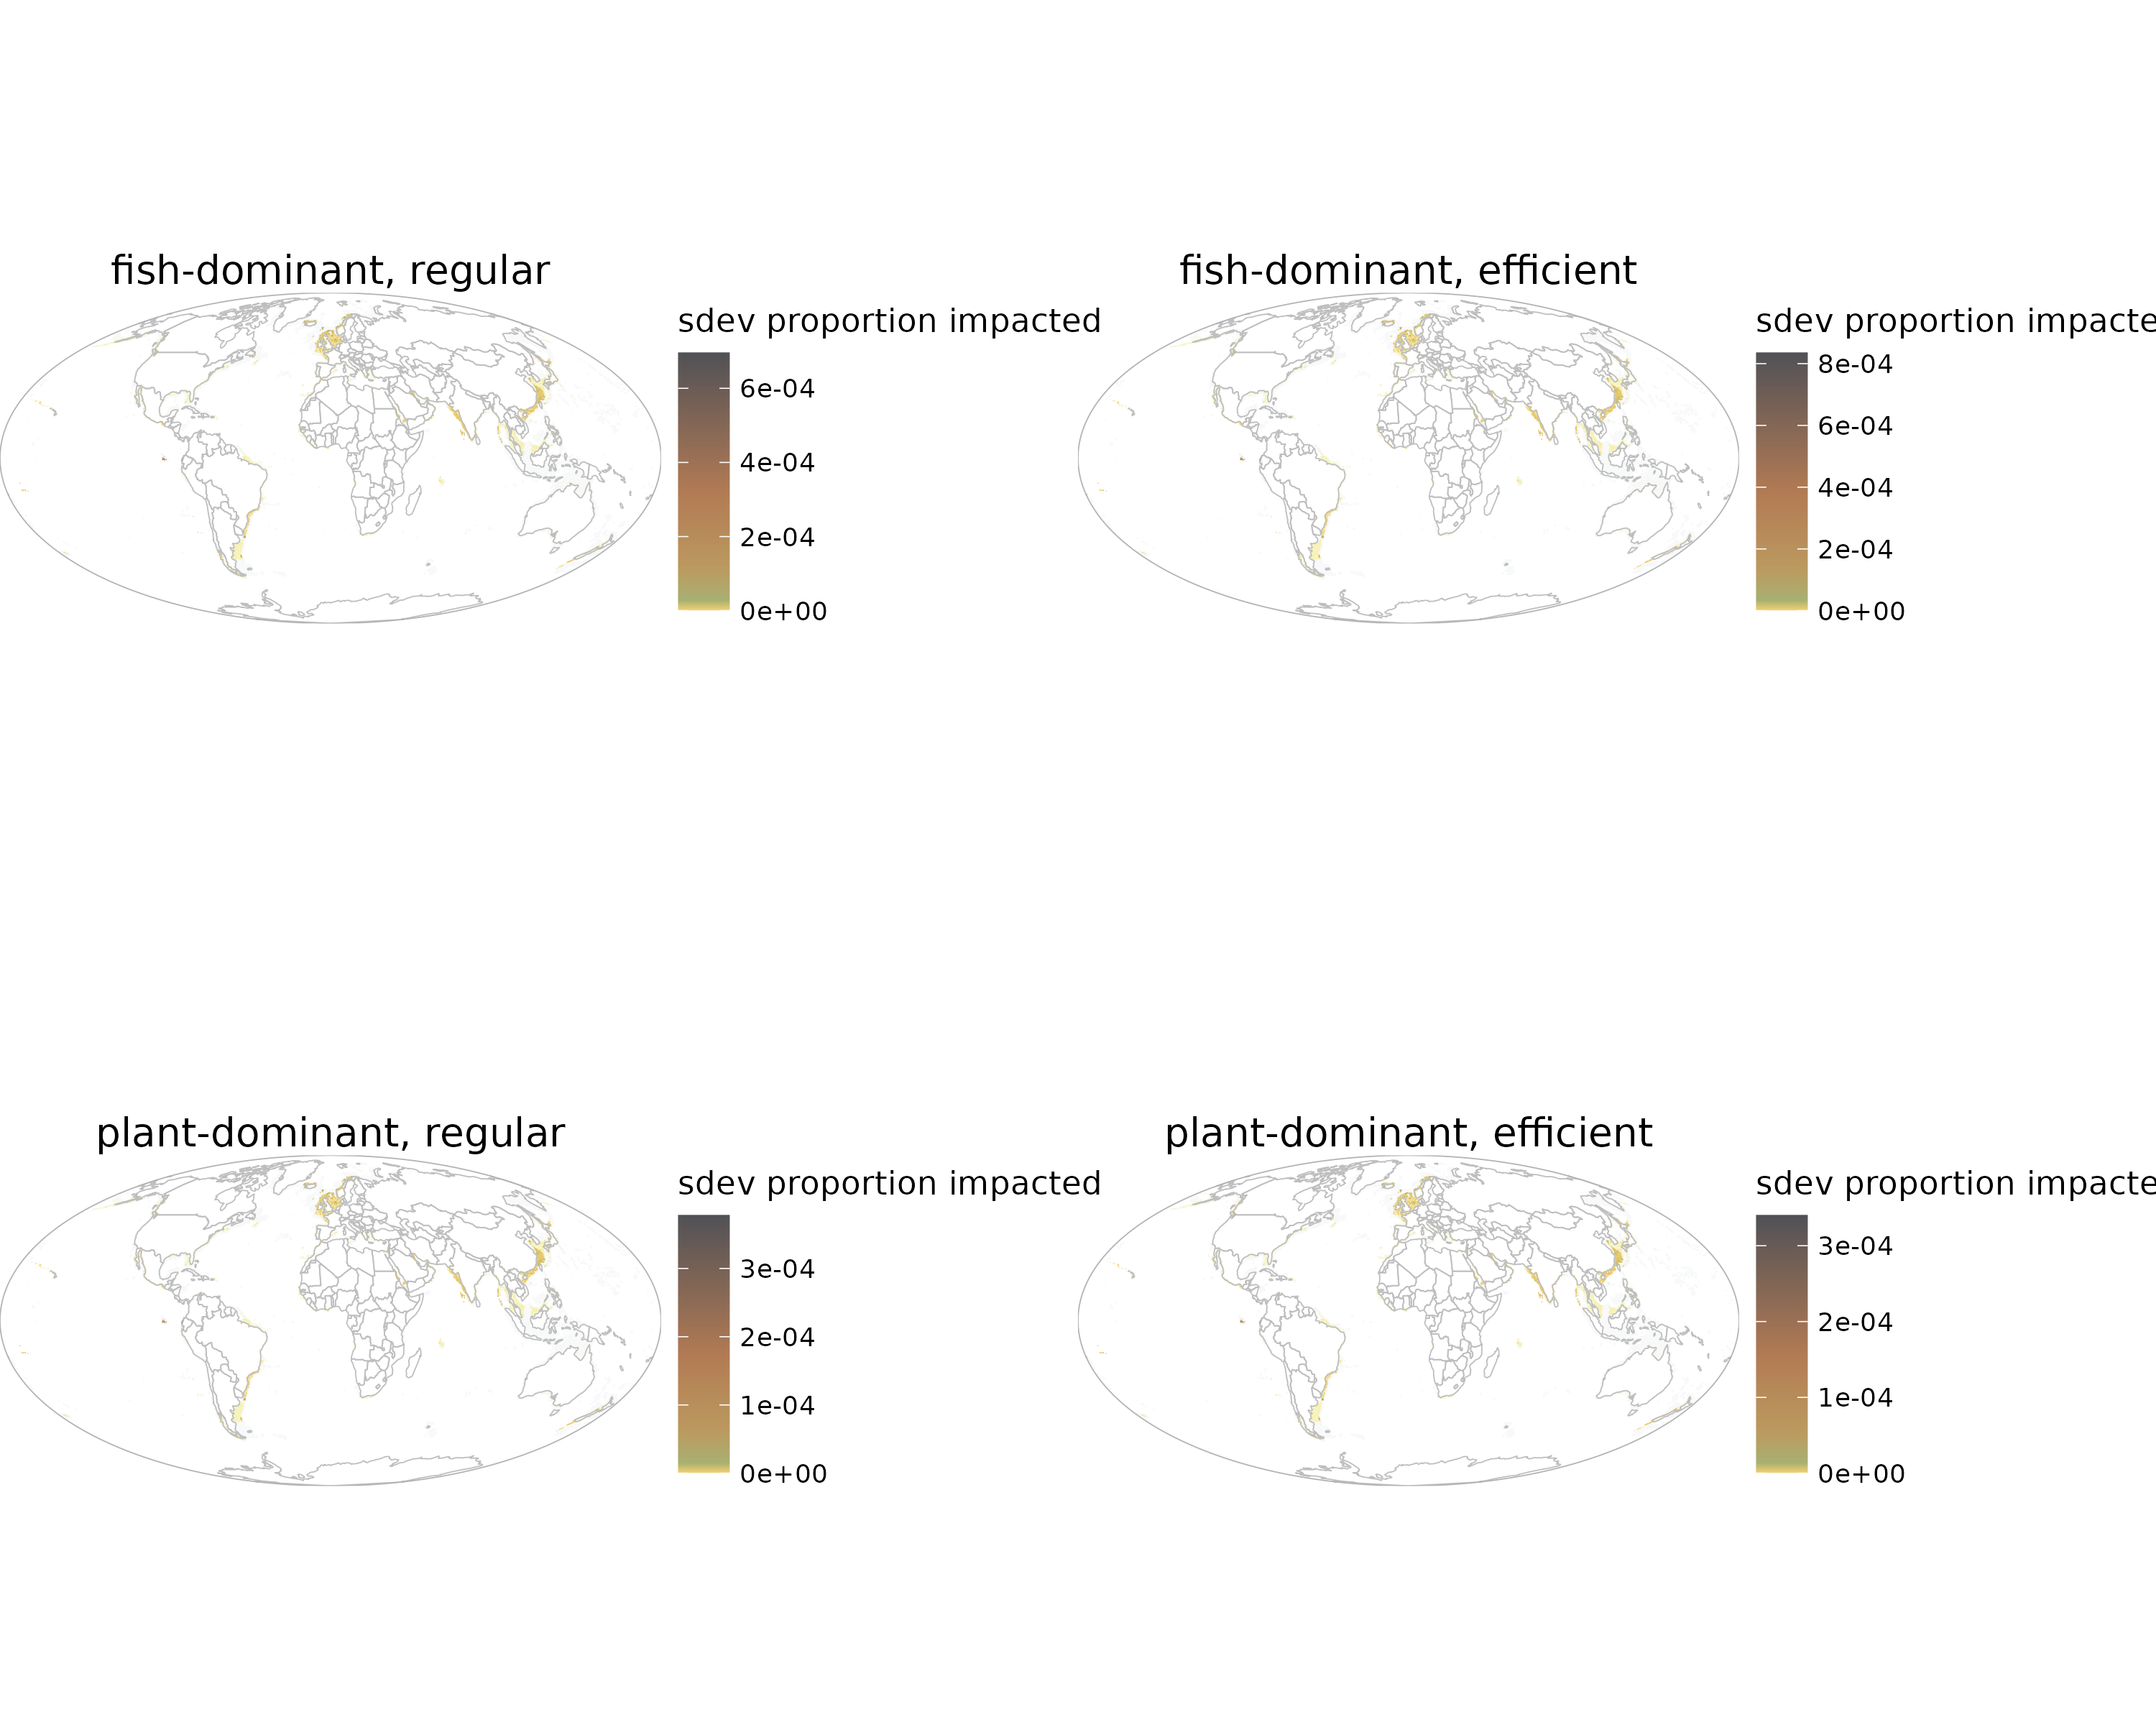 fish-dominant, regular
sdev proportion impacted
6e-04
4e-04
2e-04
0e+00
fish-dominant, efficient
sdev proportion impacte
8e-04
6e-04
4e-04
2e-04
0e+00
plant-dominant, regular
sdev proportion impacted
3e-04
2e-04
1e-04
0e+00
plant-dominant, efficient
sdev proportion impacte
3e-04
2e-04
1e-04
0e+00